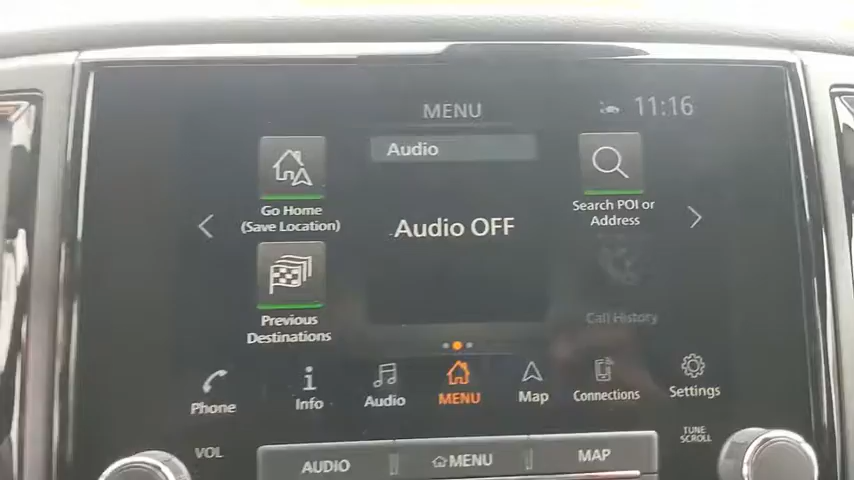 MENU
11:16
Audio
Go Home
(Save Location)
Audio OFF
Search POI or
Address
Previous
Destinations
Call History
Phone
Info
Audio
MENU
Map
Connections
Settings
VOL
AUDIO
MENU
MAP
TUNE
SCROLL